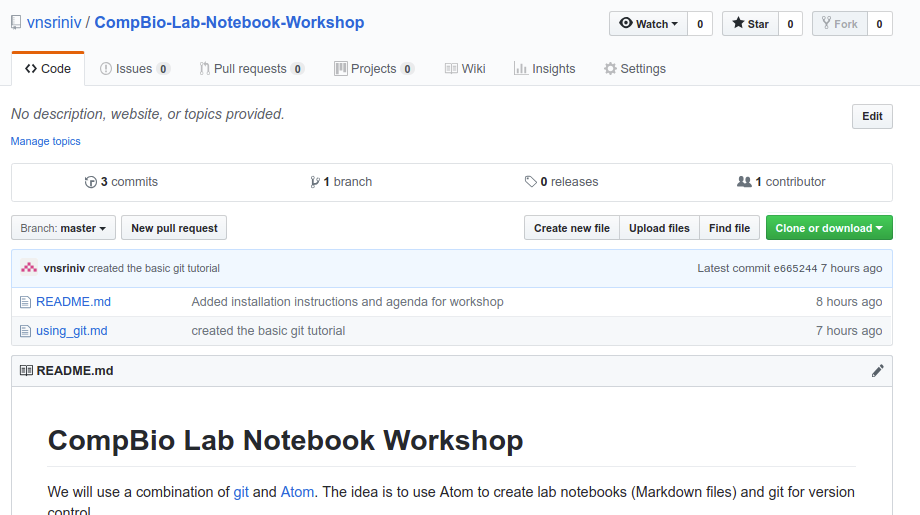 vnsriniv / CompBio-Lab-Notebook-Workshop Watch 0 Star 0 Fork 0
Code Issues 0 Pull requests 0 Projects 0 Wiki Insights Settings
No description, website, or topics provided. Edit
Manage topics
3 commits 1 branch 0 releases 1 contributor
Branch: master New pull request Create new file Upload files Find file Clone or download
vnsriniv created the basic git tutorial Latest commit e665244 7 hours ago
README.md Added installation instructions and agenda for workshop 8 hours ago
using_git.md created the basic git tutorial 7 hours ago
README.md
CompBio Lab Notebook Workshop
We will use a combination of git and Atom. The idea is to use Atom to create lab notebooks (Markdown files) and git for version
control